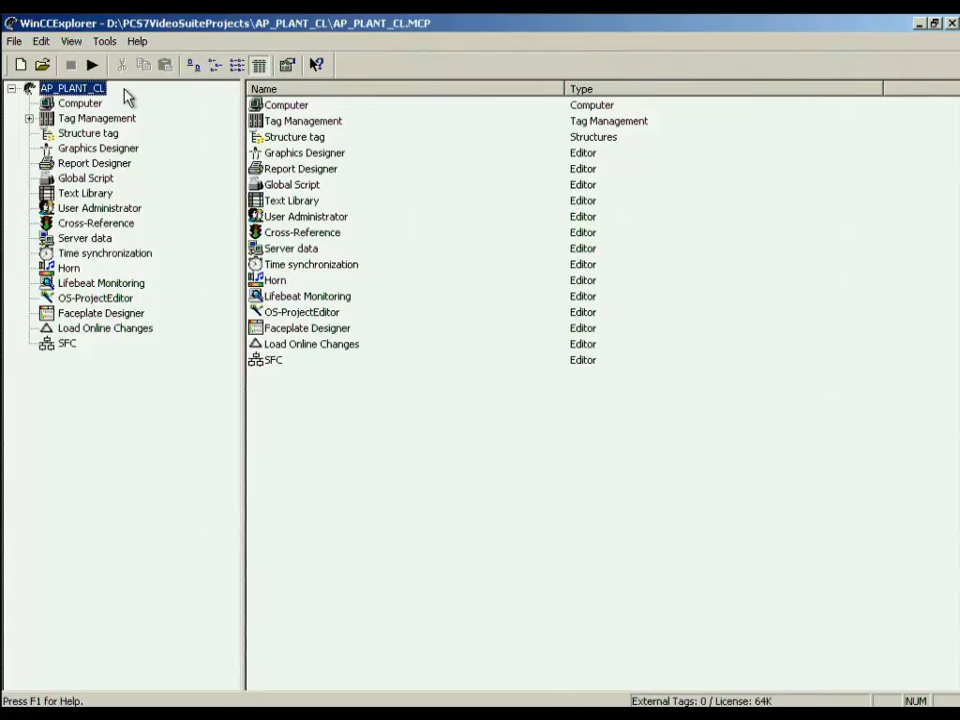 WinCCExplorer - D:\PCS7VideoSuiteProjects\AP_PLANT_CL\AP_PLANT_CL.MCP
File Edit View Tools Help
AP_PLANT_CL
Computer
Tag Management
Structure tag
Graphics Designer
Report Designer
Global Script
Text Library
User Administrator
Cross-Reference
Server data
Time synchronization
Horn
Lifebeat Monitoring
OS-ProjectEditor
Faceplate Designer
Load Online Changes
SFC
Name Type
Computer Computer
Tag Management Tag Management
Structure tag Structures
Graphics Designer Editor
Report Designer Editor
Global Script Editor
Text Library Editor
User Administrator Editor
Cross-Reference Editor
Server data Editor
Time synchronization Editor
Horn Editor
Lifebeat Monitoring Editor
OS-ProjectEditor Editor
Faceplate Designer Editor
Load Online Changes Editor
SFC Editor
Press F1 for Help. External Tags: 0 / License: 64K NUM